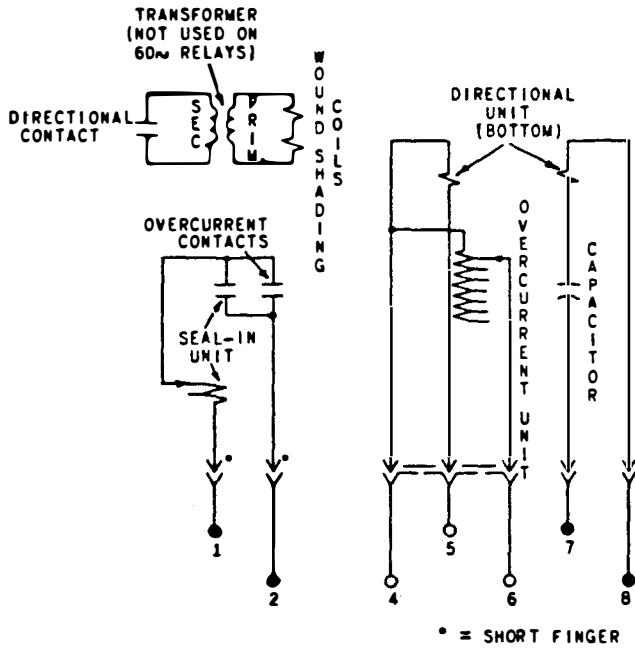 TRANSFORMER
(NOT USED ON
60~ RELAYS)
DIRECTIONAL
CONTACT
SEC
PRIM
WOUND SHADING
COILS
DIRECTIONAL
UNIT
(BOTTOM)
OVERCURRENT
CONTACTS
SEAL-IN
UNIT
OVERCURRENT UNIT
CAPACITOR
1
2
4
5
6
7
8
* = SHORT FINGER